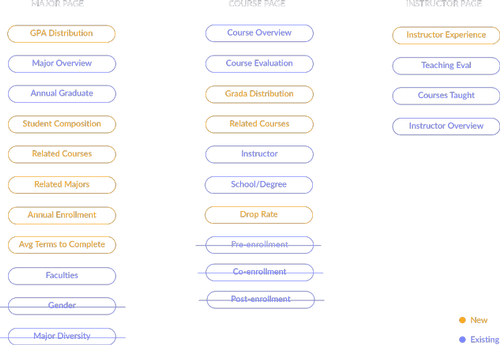 MAJOR PAGE
GPA Distribution
Major Overview
Annual Graduate
Student Composition
Related Courses
Related Majors
Annual Enrollment
Avg Terms to Complete
Faculties
Gender
Major Diversity
COURSE PAGE
Course Overview
Course Evaluation
Grada Distribution
Related Courses
Instructor
School/Degree
Drop Rate
Pre-enrollment
Co-enrollment
Post-enrollment
INSTRUCTOR PAGE
Instructor Experience
Teaching Eval
Courses Taught
Instructor Overview
New
Existing